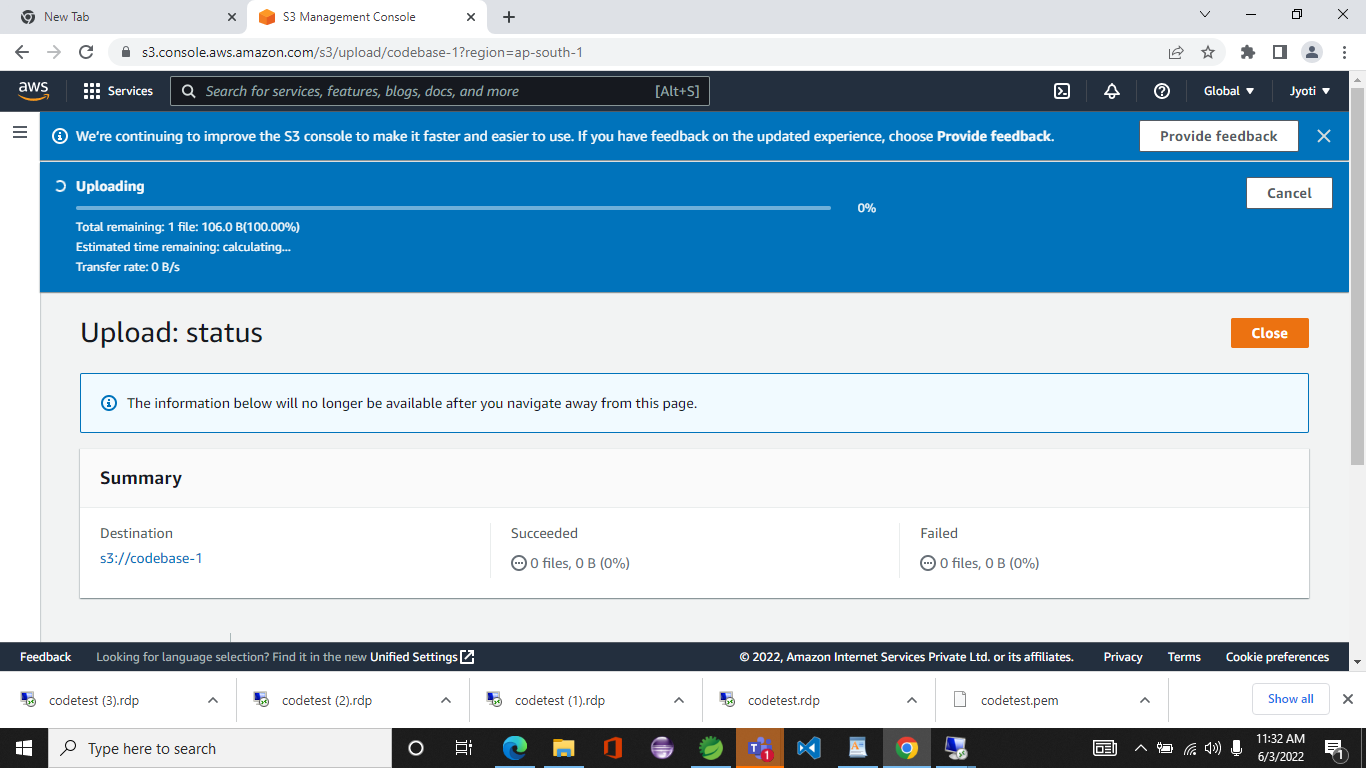 New Tab
S3 Management Console
s3.console.aws.amazon.com/s3/upload/codebase-1?region=ap-south-1
aws
Services
Search for services, features, blogs, docs, and more [Alt+S]
Global
Jyoti
We're continuing to improve the S3 console to make it faster and easier to use. If you have feedback on the updated experience, choose Provide feedback.
Provide feedback
Uploading
Cancel
0%
Total remaining: 1 file: 106.0 B(100.00%)
Estimated time remaining: calculating...
Transfer rate: 0 B/s
Upload: status
Close
The information below will no longer be available after you navigate away from this page.
Summary
Destination
s3://codebase-1
Succeeded
0 files, 0 B (0%)
Failed
0 files, 0 B (0%)
Feedback
Looking for language selection? Find it in the new Unified Settings
© 2022, Amazon Internet Services Private Ltd. or its affiliates.
Privacy
Terms
Cookie preferences
codetest (3).rdp
codetest (2).rdp
codetest (1).rdp
codetest.rdp
codetest.pem
Show all
Type here to search
1
11:32 AM
6/3/2022
1